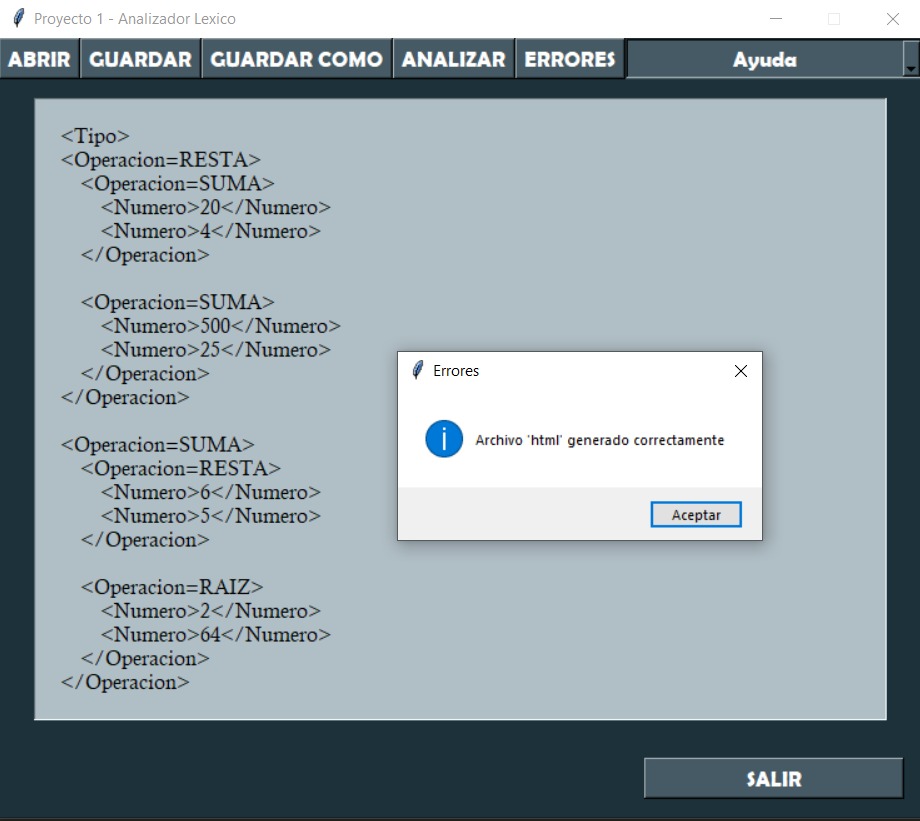 Proyecto 1 - Analizador Lexico
ABRIR GUARDAR GUARDAR COMO ANALIZAR ERRORES Ayuda
<Tipo>
<Operacion=RESTA>
<Operacion=SUMA>
<Numero>20</Numero>
<Numero>4</Numero>
</Operacion>
<Operacion=SUMA>
<Numero>500</Numero>
<Numero>25</Numero>
</Operacion>
</Operacion>
<Operacion=SUMA>
<Operacion=RESTA>
<Numero>6</Numero>
<Numero>5</Numero>
</Operacion>
<Operacion=RAIZ>
<Numero>2</Numero>
<Numero>64</Numero>
</Operacion>
</Operacion>
Errores
Archivo 'html' generado correctamente
Aceptar
SALIR